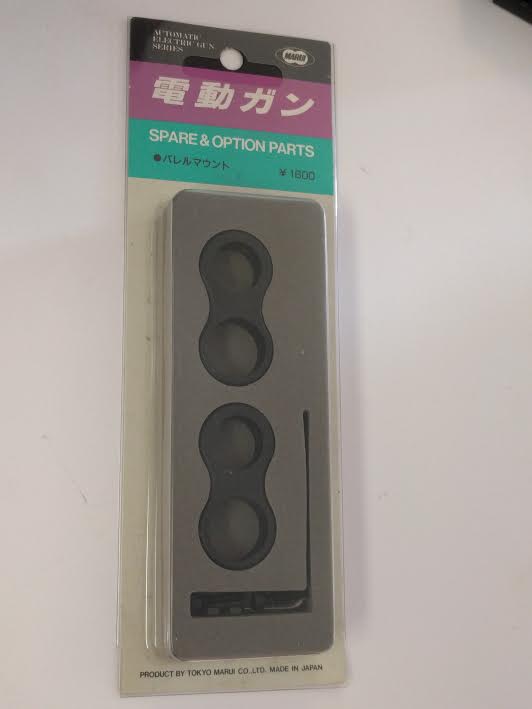 AUTOMATIC
ELECTRIC GUN
SERIES
MARUI
電動ガン
SPARE & OPTION PARTS
●バレルマウント
¥1800
PRODUCT BY TOKYO MARUI CO.,LTD. MADE IN JAPAN